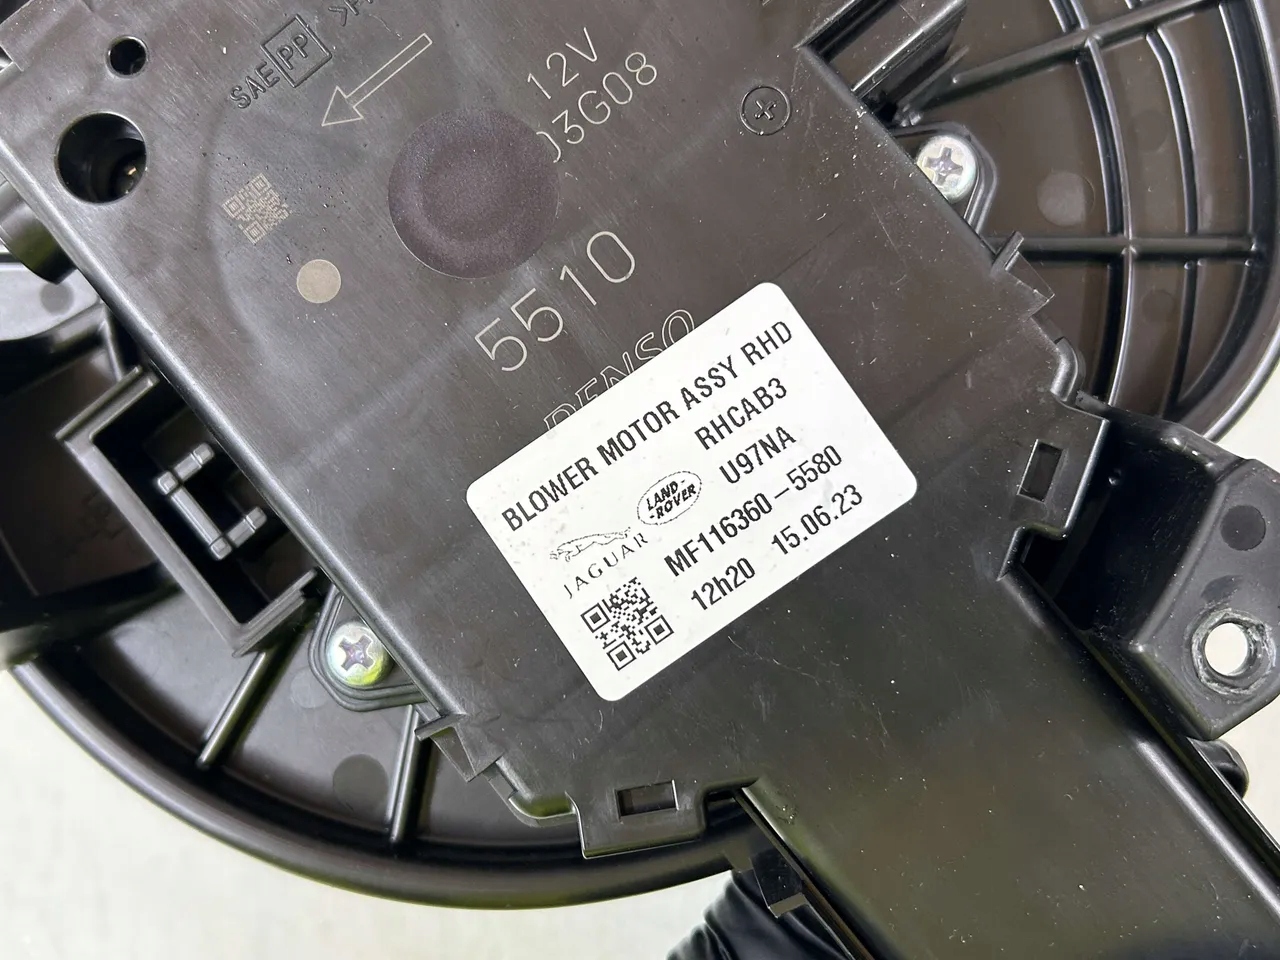 SAE PP
12V
03G08
5510
DENSO
BLOWER MOTOR ASSY RHD
RHCAB3
LAND-
-ROVER
U97NA
JAGUAR
MF116360-5580
12h20 15.06.23